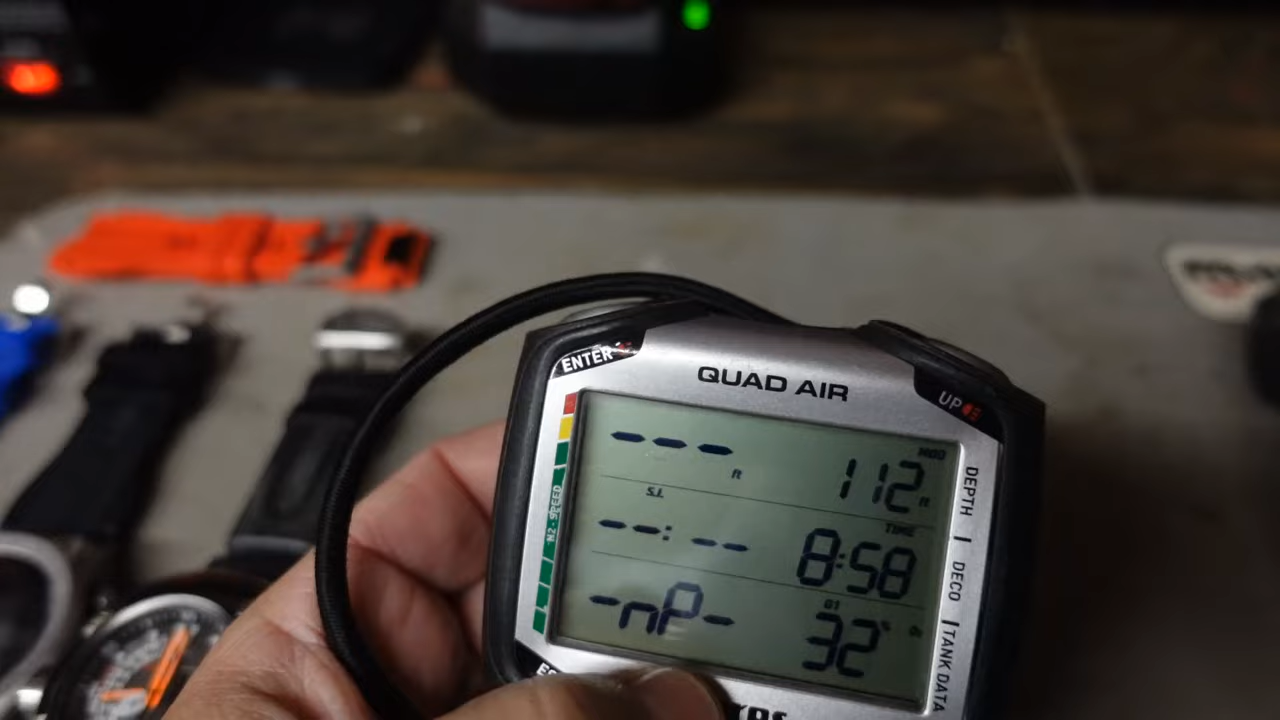 ENTER
QUAD AIR
UP
MOD
--- ft
112 ft
S.I.
TIME
--:--
8:58
G1
-nP-
32%
N2-SPEED
DEPTH
DECO
TANK DATA